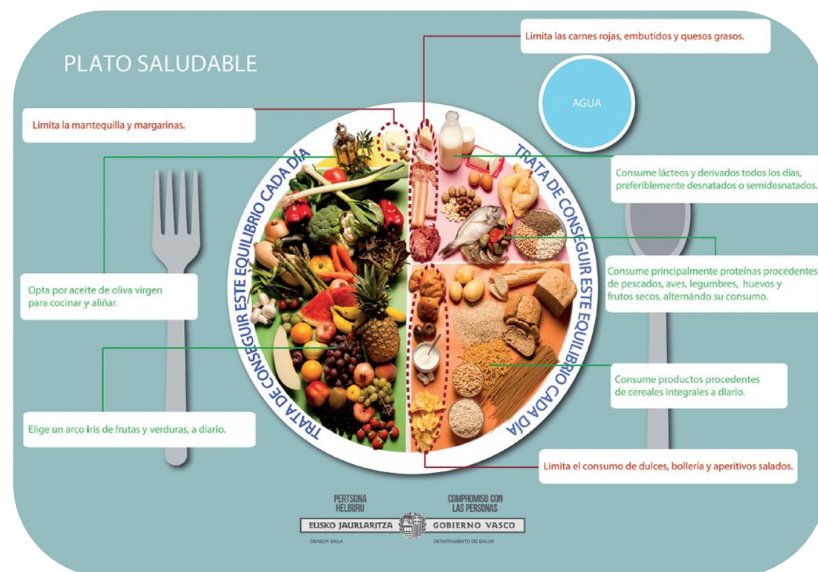 PLATO SALUDABLE
Limita las carnes rojas, embutidos y quesos grasos.
AGUA
Limita la mantequilla y margarinas.
TRATA DE CONSEGUIR ESTE EQUILIBRIO CADA DÍA
TRATA DE CONSEGUIR ESTE EQUILIBRIO CADA DÍA
Consume lácteos y derivados todos los días,
preferiblemente desnatados o semidesnatados.
Opta por aceite de oliva virgen
para cocinar y aliñar.
Consume principalmente proteínas procedentes
de pescados, aves, legumbres, huevos y
frutos secos, alternándo su consumo.
Consume productos procedentes
de cereales integrales a diario.
Elige un arco iris de frutas y verduras, a diario.
Limita el consumo de dulces, bollería y aperitivos salados.
PERTSONA
HELBURU
COMPROMISO CON
LAS PERSONAS
EUSKO JAURLARITZA
GOBIERNO VASCO
OSASUN SAILA
DEPARTAMENTO DE SALUD